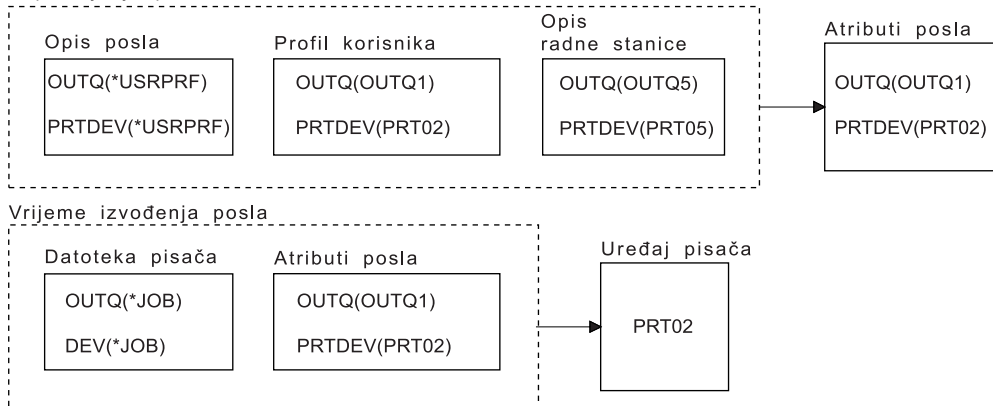 Opis posla
OUTQ(*USRPRF)
PRTDEV(*USRPRF)
Profil korisnika
OUTQ(OUTQ1)
PRTDEV(PRT02)
Opis
radne stanice
OUTQ(OUTQ5)
PRTDEV(PRT05)
Atributi posla
OUTQ(OUTQ1)
PRTDEV(PRT02)
Vrijeme izvođenja posla
Datoteka pisača
OUTQ(*JOB)
DEV(*JOB)
Atributi posla
OUTQ(OUTQ1)
PRTDEV(PRT02)
Uređaj pisača
PRT02